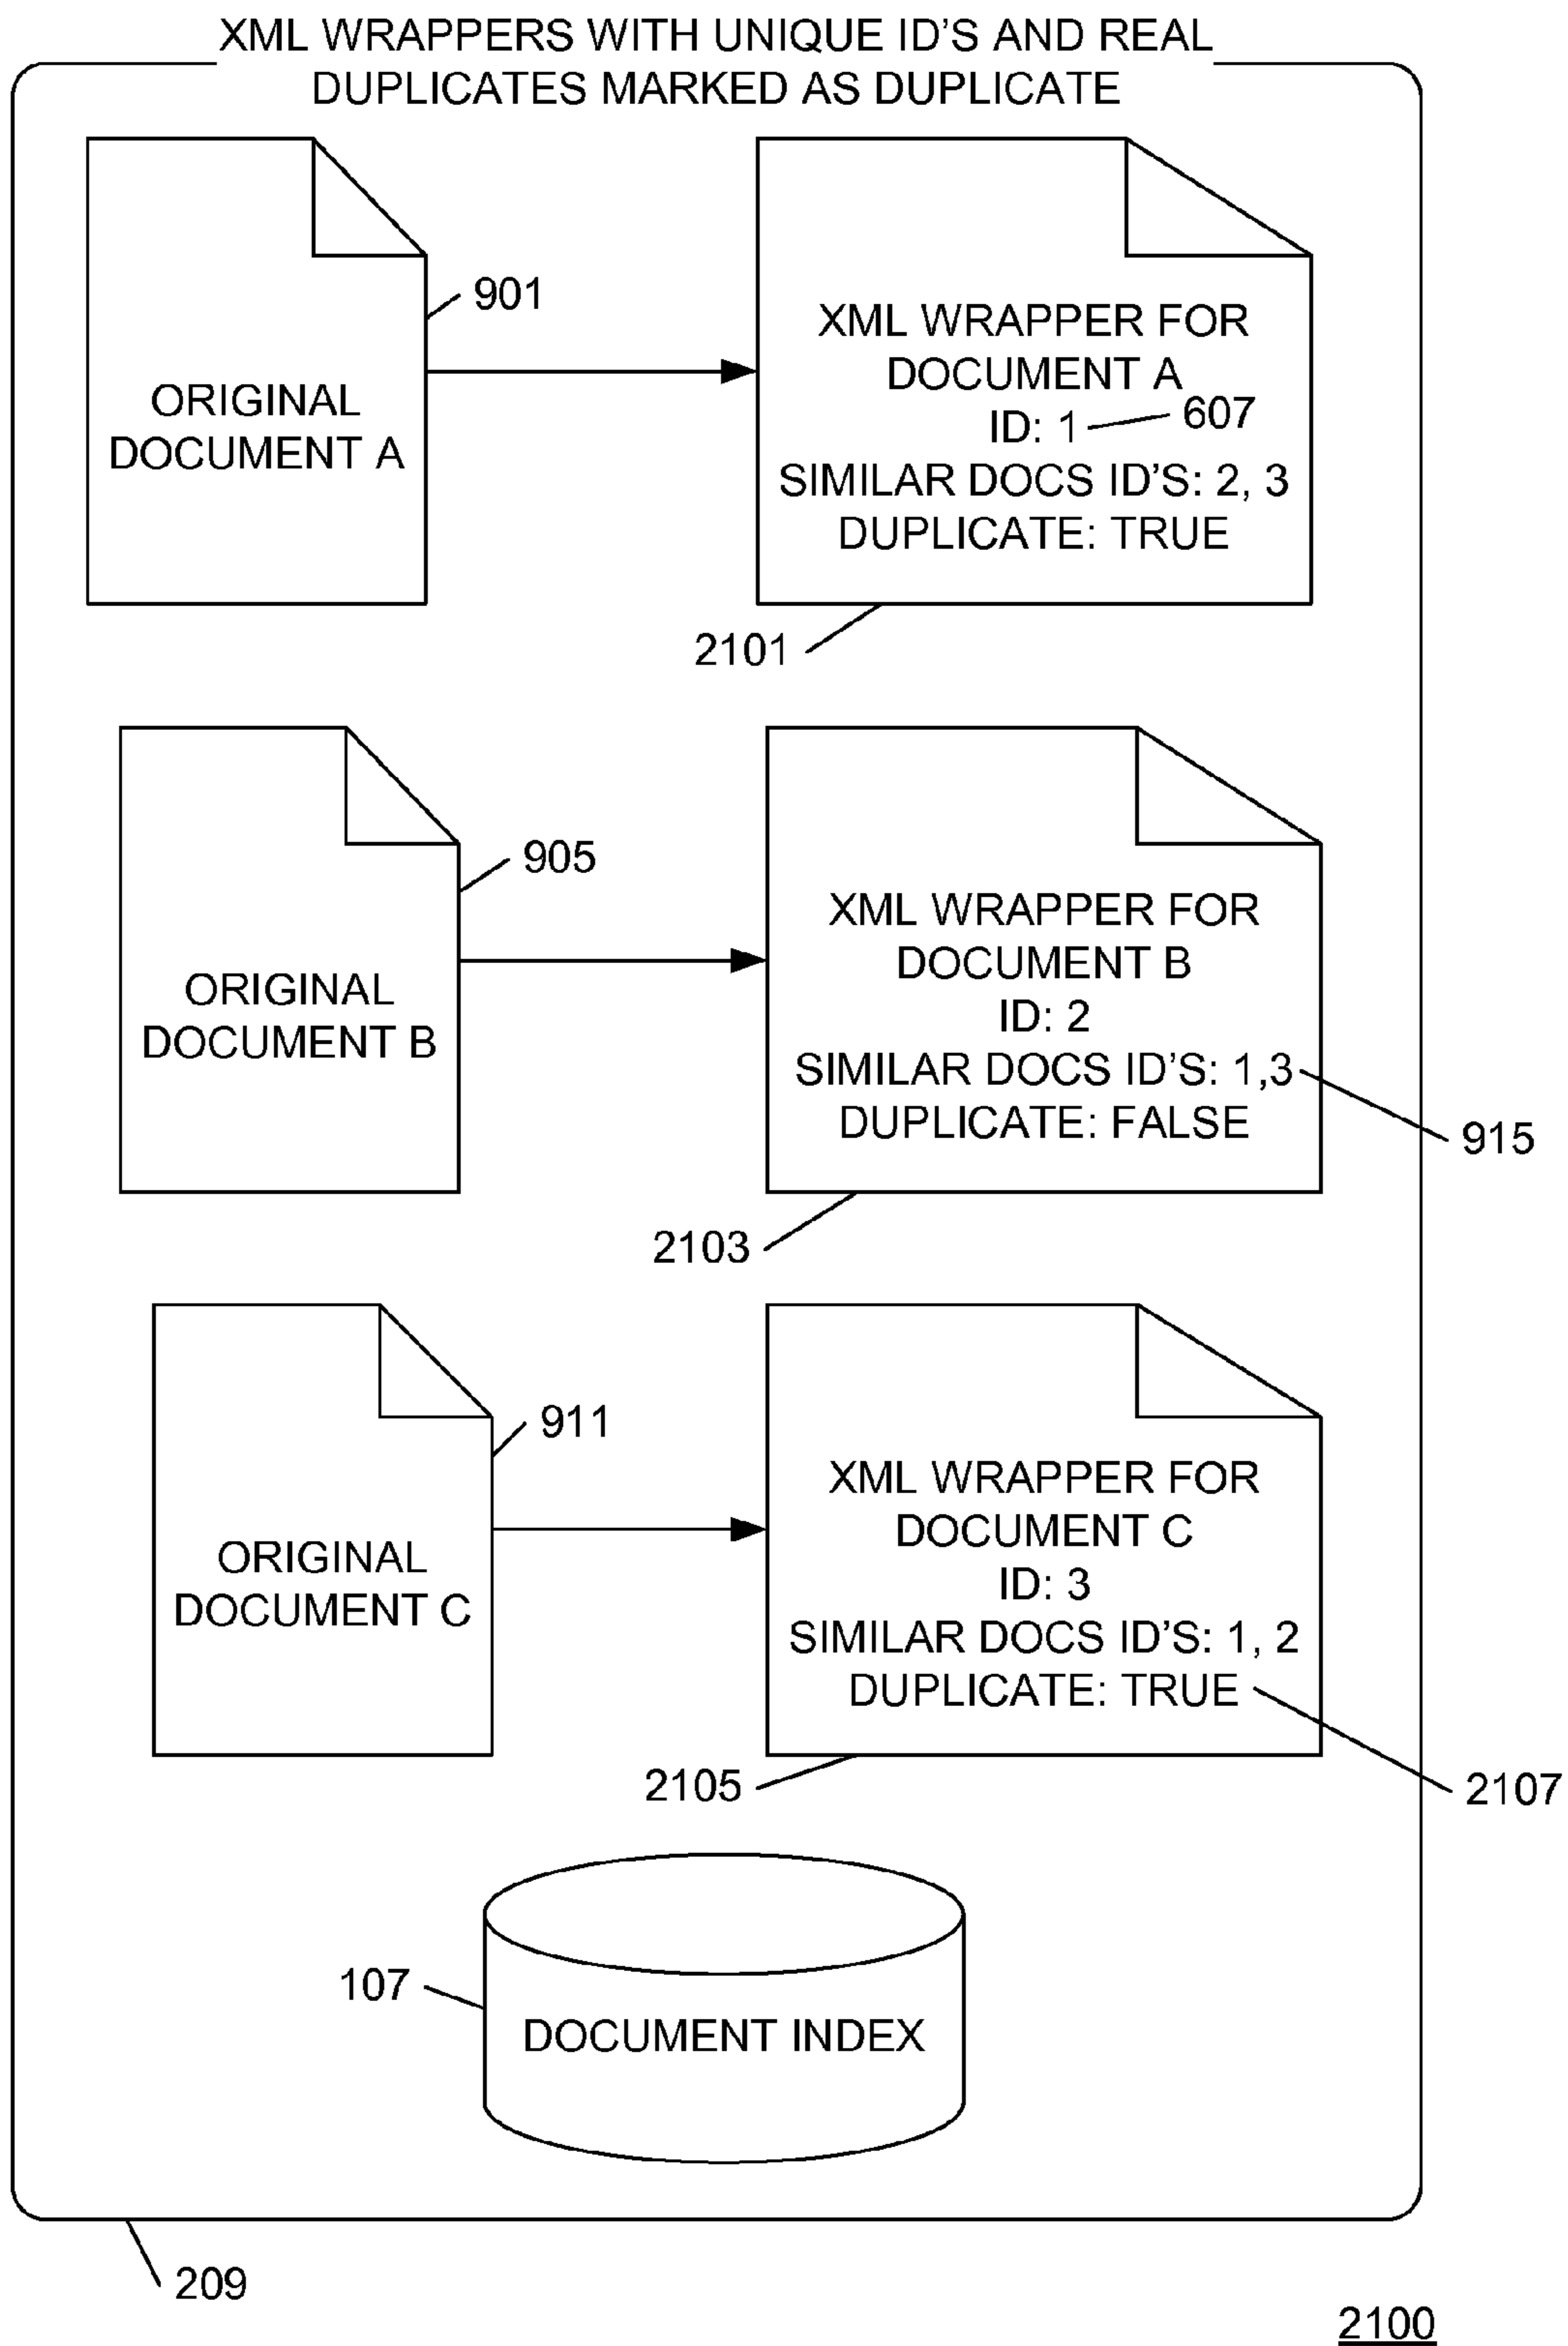 XML WRAPPERS WITH UNIQUE ID'S AND REAL
DUPLICATES MARKED AS DUPLICATE
901
ORIGINAL
DOCUMENT A
XML WRAPPER FOR
DOCUMENT A
ID: 1
607
SIMILAR DOCS ID'S: 2, 3
DUPLICATE: TRUE
2101
905
ORIGINAL
DOCUMENT B
XML WRAPPER FOR
DOCUMENT B
ID: 2
SIMILAR DOCS ID'S: 1,3
DUPLICATE: FALSE
915
2103
911
ORIGINAL
DOCUMENT C
XML WRAPPER FOR
DOCUMENT C
ID: 3
SIMILAR DOCS ID'S: 1, 2
DUPLICATE: TRUE
2105
2107
107
DOCUMENT INDEX
209
2100